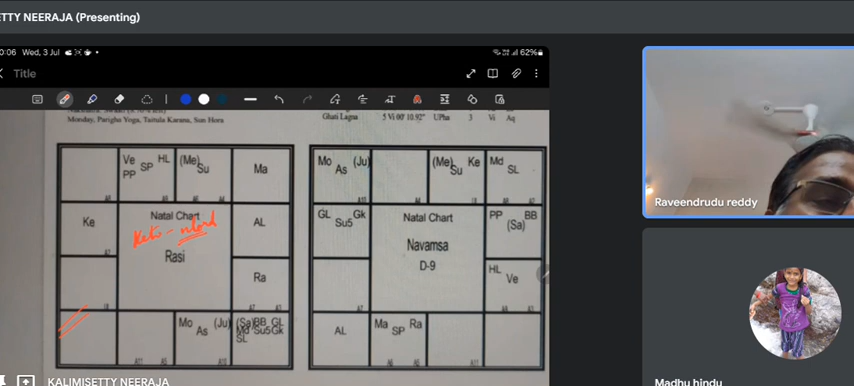 ETTY NEERAJA (Presenting)
0:06 Wed, 3 Jul
62%
Title
Monday, Parigho Yoga, Taitula Karana, Sun Hora
Ghati Lagna 5 Vi 00' 10.92" UPha 3 Vi Aq
Ve HL
SP
PP
(Me)
Su
Ma
Ke
Natal Chart
Rasi
AL
Ra
Mo (Ju)
As
(Sa) BB GL
Md Su5 Gk
SL
Mo (Ju)
As
(Me) Ke
Su
Md
SL
GL Gk
Su5
Natal Chart
Navamsa
D-9
PP BB
(Sa)
HL
Ve
AL
Ma Ra
SP
Raveendrudu reddy
KALIMISETTY NEERAJA
Madhu hindu